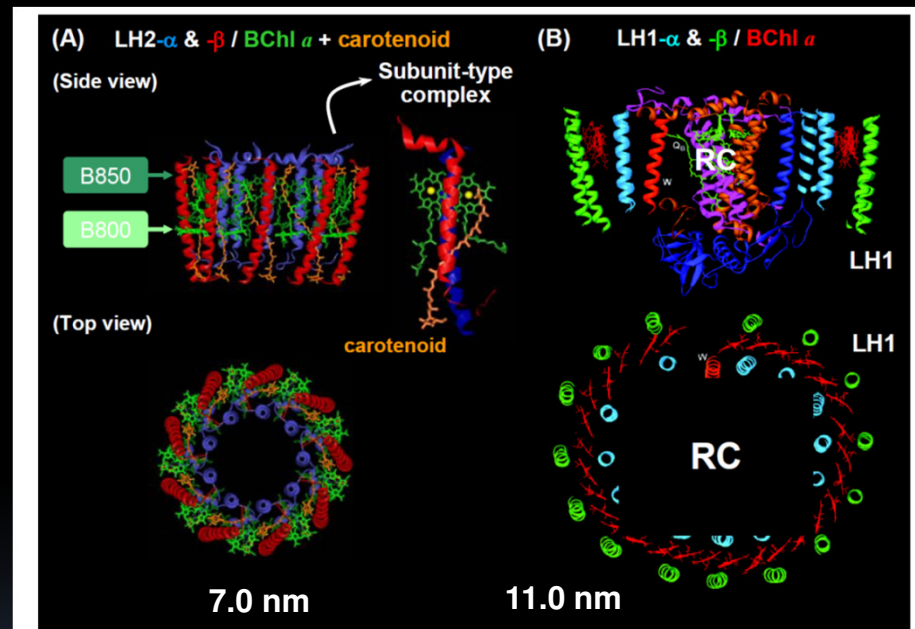 (A) LH2-α & -β / BChl a + carotenoid
(Side view)
Subunit-type
complex
B850
B800
carotenoid
(Top view)
7.0 nm
(B) LH1-α & -β / BChl a
QB
RC
W
LH1
LH1
W
RC
11.0 nm